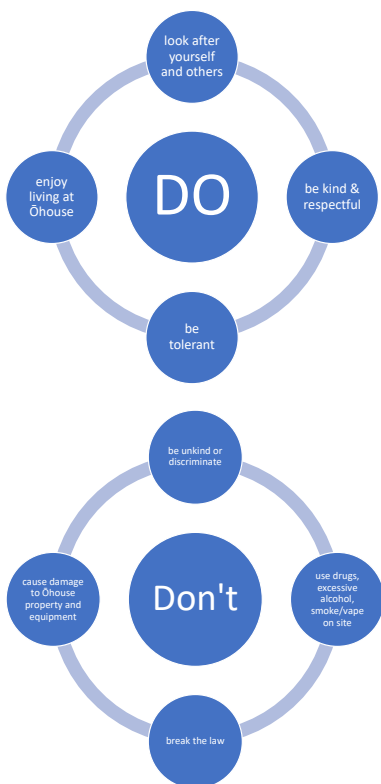 look after
yourself
and others
enjoy
living at
Ōhouse
DO
be kind &
respectful
be
tolerant
be unkind or
discriminate
cause damage
to Ōhouse
property and
equipment
Don't
use drugs,
excessive
alcohol,
smoke/vape
on site
break the law